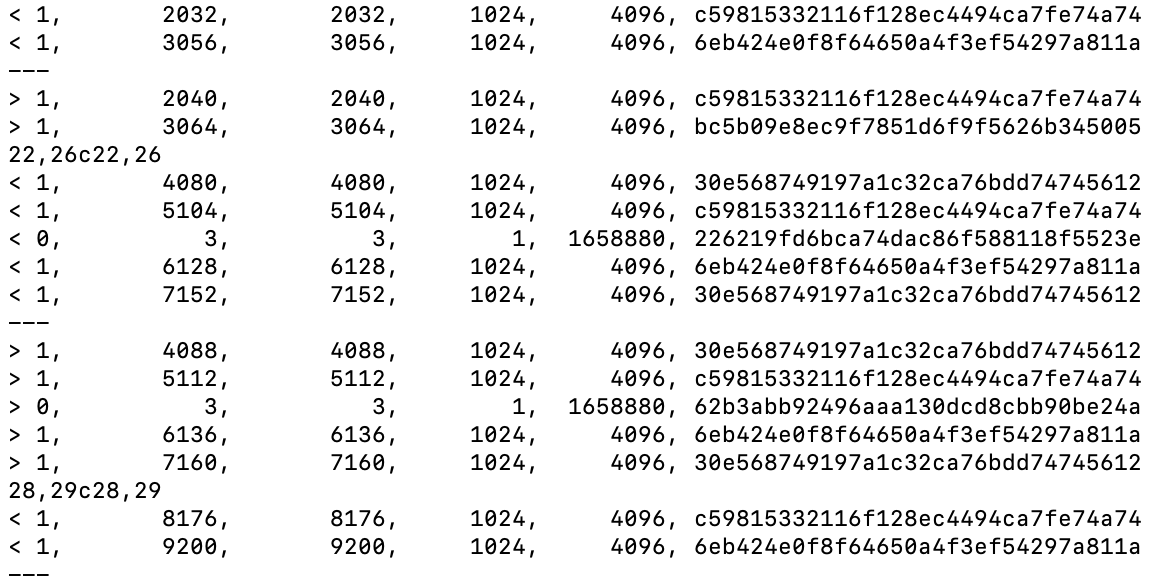 < 1,       2032,       2032,     1024,     4096, c59815332116f128ec4494ca7fe74a74
< 1,       3056,       3056,     1024,     4096, 6eb424e0f8f64650a4f3ef54297a811a
---
> 1,       2040,       2040,     1024,     4096, c59815332116f128ec4494ca7fe74a74
> 1,       3064,       3064,     1024,     4096, bc5b09e8ec9f7851d6f9f5626b345005
22,26c22,26
< 1,       4080,       4080,     1024,     4096, 30e568749197a1c32ca76bdd74745612
< 1,       5104,       5104,     1024,     4096, c59815332116f128ec4494ca7fe74a74
< 0,          3,          3,        1,  1658880, 226219fd6bca74dac86f588118f5523e
< 1,       6128,       6128,     1024,     4096, 6eb424e0f8f64650a4f3ef54297a811a
< 1,       7152,       7152,     1024,     4096, 30e568749197a1c32ca76bdd74745612
---
> 1,       4088,       4088,     1024,     4096, 30e568749197a1c32ca76bdd74745612
> 1,       5112,       5112,     1024,     4096, c59815332116f128ec4494ca7fe74a74
> 0,          3,          3,        1,  1658880, 62b3abb92496aaa130dcd8cbb90be24a
> 1,       6136,       6136,     1024,     4096, 6eb424e0f8f64650a4f3ef54297a811a
> 1,       7160,       7160,     1024,     4096, 30e568749197a1c32ca76bdd74745612
28,29c28,29
< 1,       8176,       8176,     1024,     4096, c59815332116f128ec4494ca7fe74a74
< 1,       9200,       9200,     1024,     4096, 6eb424e0f8f64650a4f3ef54297a811a
---